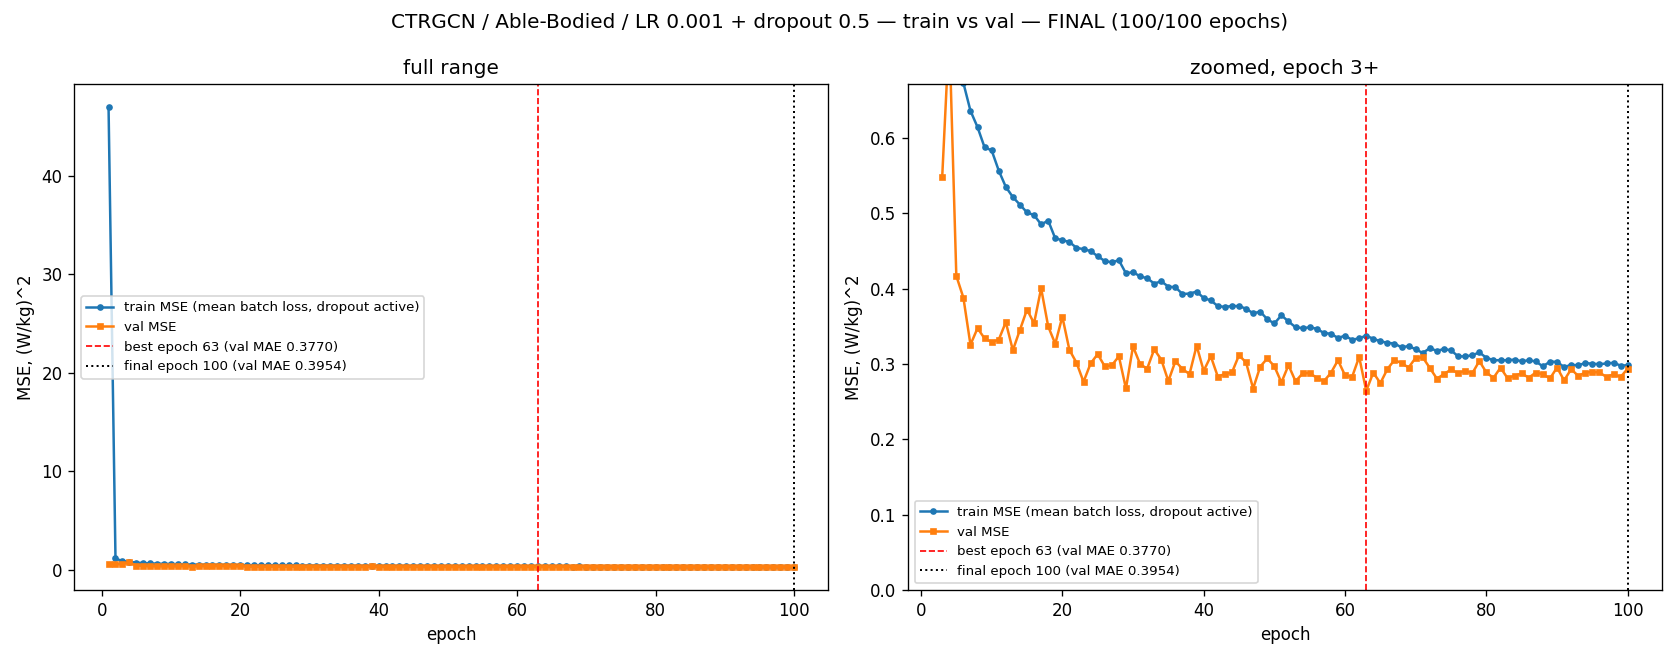 CTRGCN / Able-Bodied / LR 0.001 + dropout 0.5 — train vs val — FINAL (100/100 epochs)
full range
MSE, (W/kg)^2
40
30
20
10
0
train MSE (mean batch loss, dropout active)
val MSE
best epoch 63 (val MAE 0.3770)
final epoch 100 (val MAE 0.3954)
0 20 40 60 80 100
epoch
zoomed, epoch 3+
MSE, (W/kg)^2
0.6
0.5
0.4
0.3
0.2
0.1
0.0
train MSE (mean batch loss, dropout active)
val MSE
best epoch 63 (val MAE 0.3770)
final epoch 100 (val MAE 0.3954)
0 20 40 60 80 100
epoch